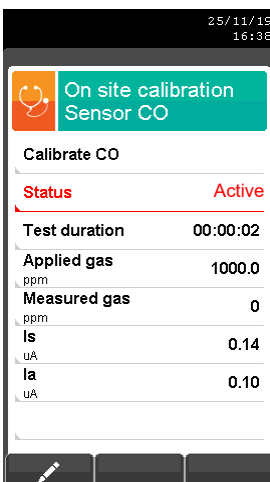 25/11/19
16:38
On site calibration
Sensor CO
Calibrate CO
Status Active
Test duration 00:00:02
Applied gas 1000.0
ppm
Measured gas 0
ppm
Is 0.14
uA
Ia 0.10
uA